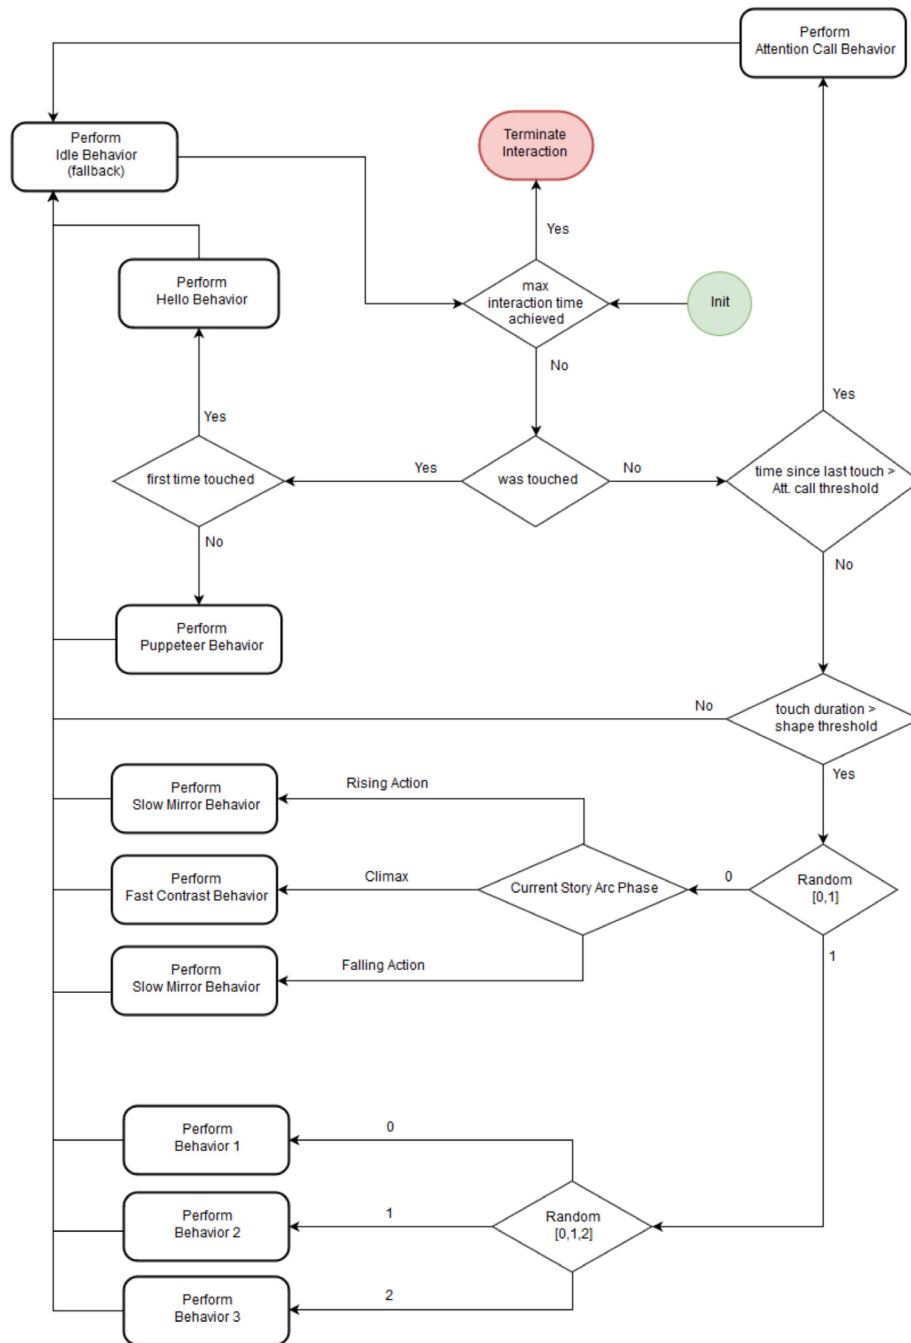 Perform
Attention Call Behavior
Perform
Idle Behavior
(fallback)
Terminate
Interaction
Yes
Perform
Hello Behavior
max
interaction time
achieved
Init
No
Yes
Yes
first time touched
Yes
was touched
No
time since last touch >
Att. call threshold
No
No
Perform
Puppeteer Behavior
No
touch duration >
shape threshold
Yes
Perform
Slow Mirror Behavior
Rising Action
Perform
Fast Contrast Behavior
Climax
Current Story Arc Phase
0
Random
[0,1]
1
Perform
Slow Mirror Behavior
Falling Action
Perform
Behavior 1
0
Perform
Behavior 2
1
Random
[0,1,2]
Perform
Behavior 3
2